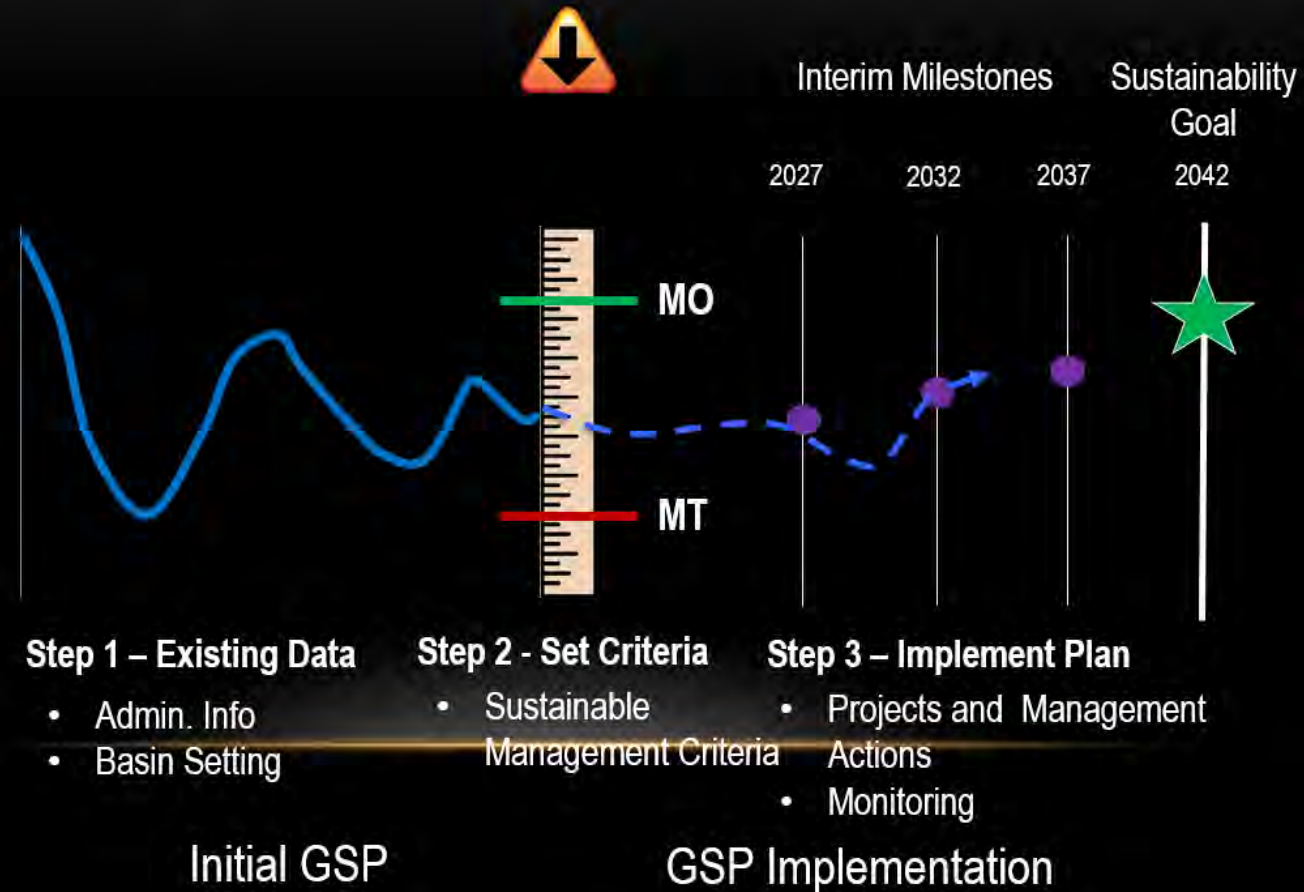 Interim Milestones
Sustainability
Goal
2027
2032
2037
2042
MO
MT
Step 1 – Existing Data
• Admin. Info
• Basin Setting
Step 2 - Set Criteria
• Sustainable
Management Criteria
Step 3 – Implement Plan
• Projects and Management
Actions
• Monitoring
Initial GSP
GSP Implementation